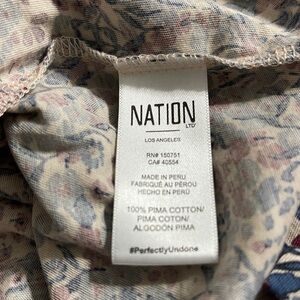 NATION
LTD
LOS ANGELES
RN# 150751
CA# 40554
MADE IN PERU
FABRIQUÉ AU PÉROU
HECHO EN PERÚ
100% PIMA COTTON/
PIMA COTON/
ALGODÓN PIMA
#PerfectlyUndone